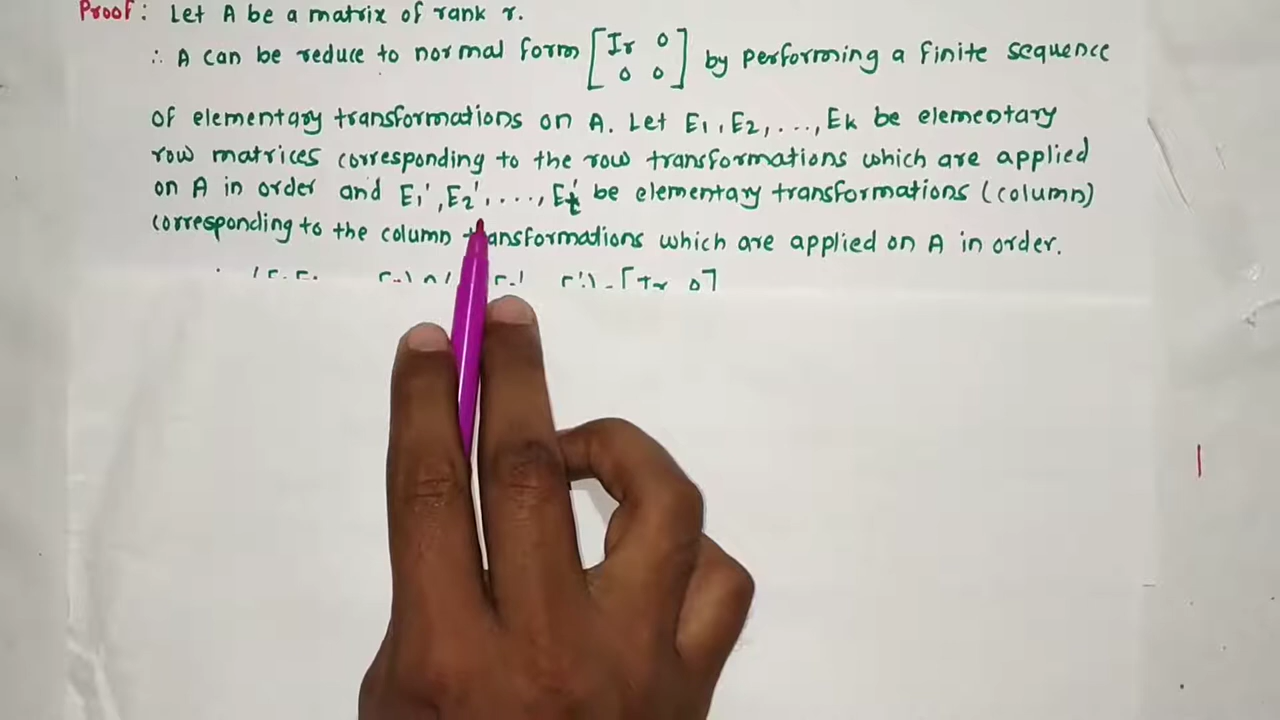 Proof: Let A be a matrix of rank r.
∴ A can be reduce to normal form [Ir 0
0 0] by performing a finite sequence
of elementary transformations on A. Let E1, E2, ..., Ek be elementary
row matrices corresponding to the row transformations which are applied
on A in order and E1', E2', ...., Et' be elementary transformations (column)
corresponding to the column transformations which are applied on A in order.